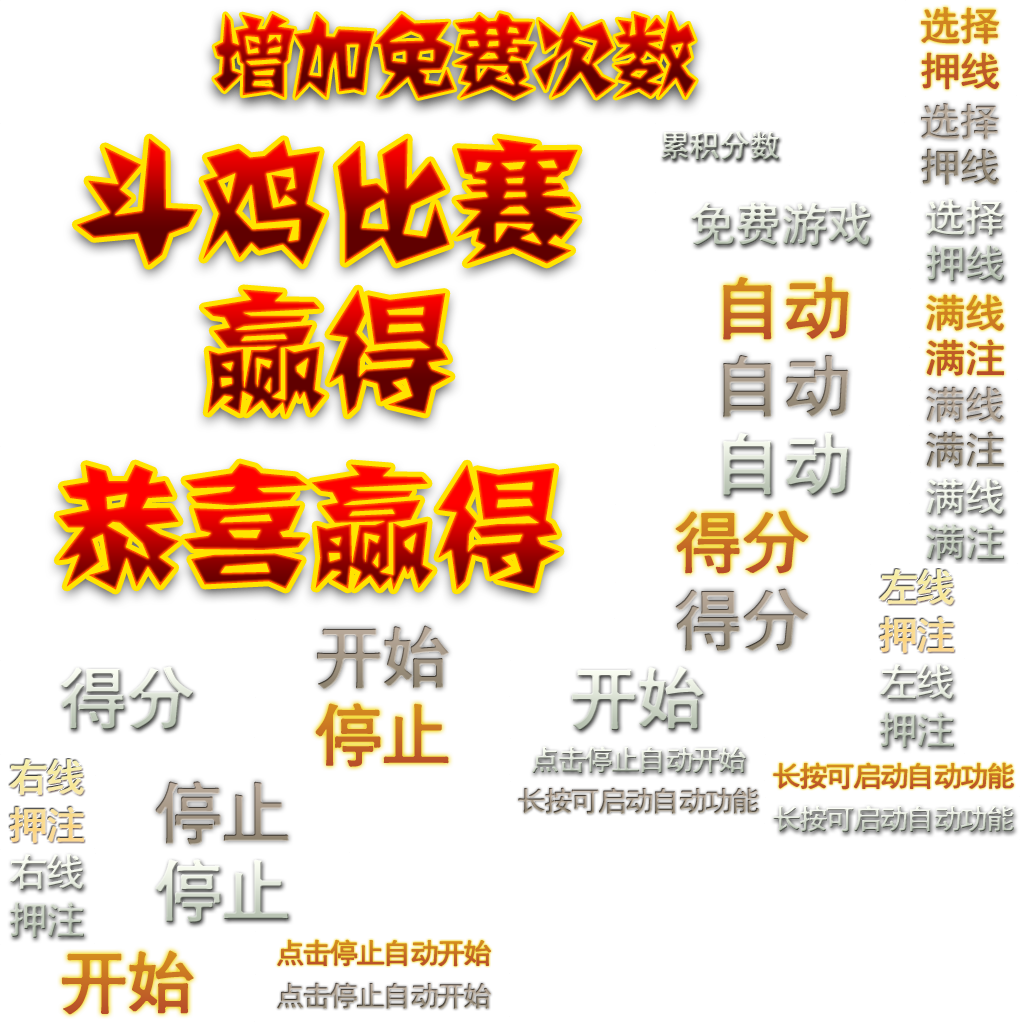 增加免费次数
选择
押线
斗鸡比赛
累积分数
选择
押线
免费游戏
选择
押线
赢得
自动
满线
满注
自动
满线
满注
恭喜赢得
自动
满线
满注
得分
左线
押注
得分
开始
得分
开始
左线
押注
停止
点击停止自动开始
长按可启动自动功能
右线
押注
停止
长按可启动自动功能
长按可启动自动功能
右线
押注
停止
开始
点击停止自动开始
点击停止自动开始